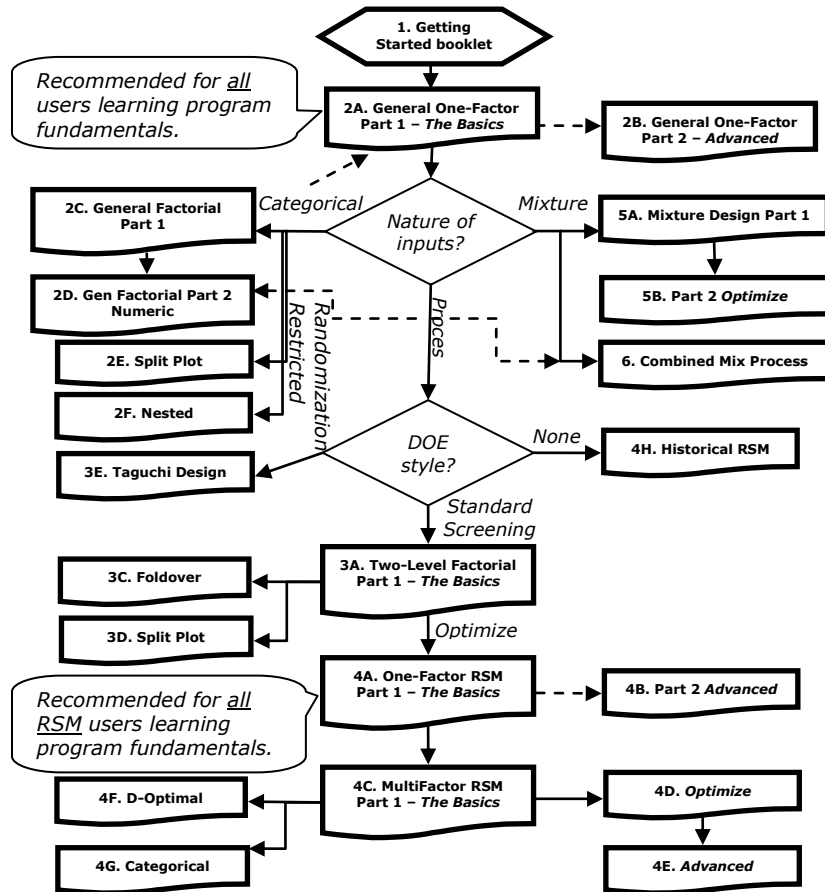 1. Getting
Started booklet
Recommended for all
users learning program
fundamentals.
2A. General One-Factor
Part 1 – The Basics
2B. General One-Factor
Part 2 – Advanced
Categorical
Nature of
inputs?
Mixture
2C. General Factorial
Part 1
5A. Mixture Design Part 1
2D. Gen Factorial Part 2
Numeric
5B. Part 2 Optimize
Proces
Randomization
Restricted
2E. Split Plot
6. Combined Mix Process
2F. Nested
3E. Taguchi Design
DOE
style?
None
4H. Historical RSM
Standard
Screening
3A. Two-Level Factorial
Part 1 – The Basics
3C. Foldover
3D. Split Plot
Optimize
4A. One-Factor RSM
Part 1 – The Basics
4B. Part 2 Advanced
Recommended for all
RSM users learning
program fundamentals.
4C. MultiFactor RSM
Part 1 – The Basics
4F. D-Optimal
4D. Optimize
4G. Categorical
4E. Advanced